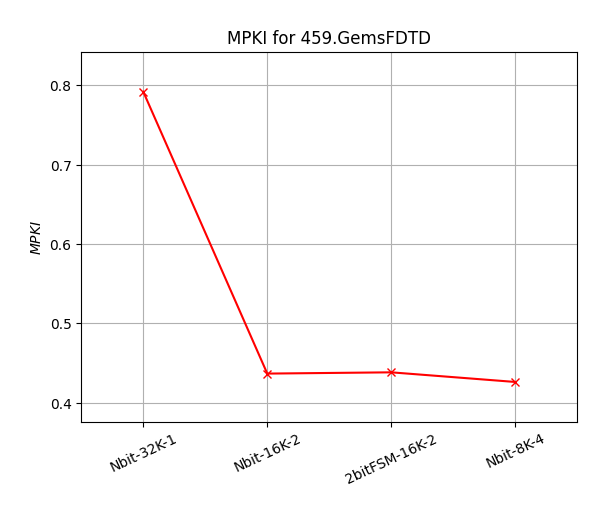 MPKI for 459.GemsFDTD
0.8
0.7
0.6
0.5
0.4
MPKI
Nbit-32K-1
Nbit-16K-2
2bitFSM-16K-2
Nbit-8K-4